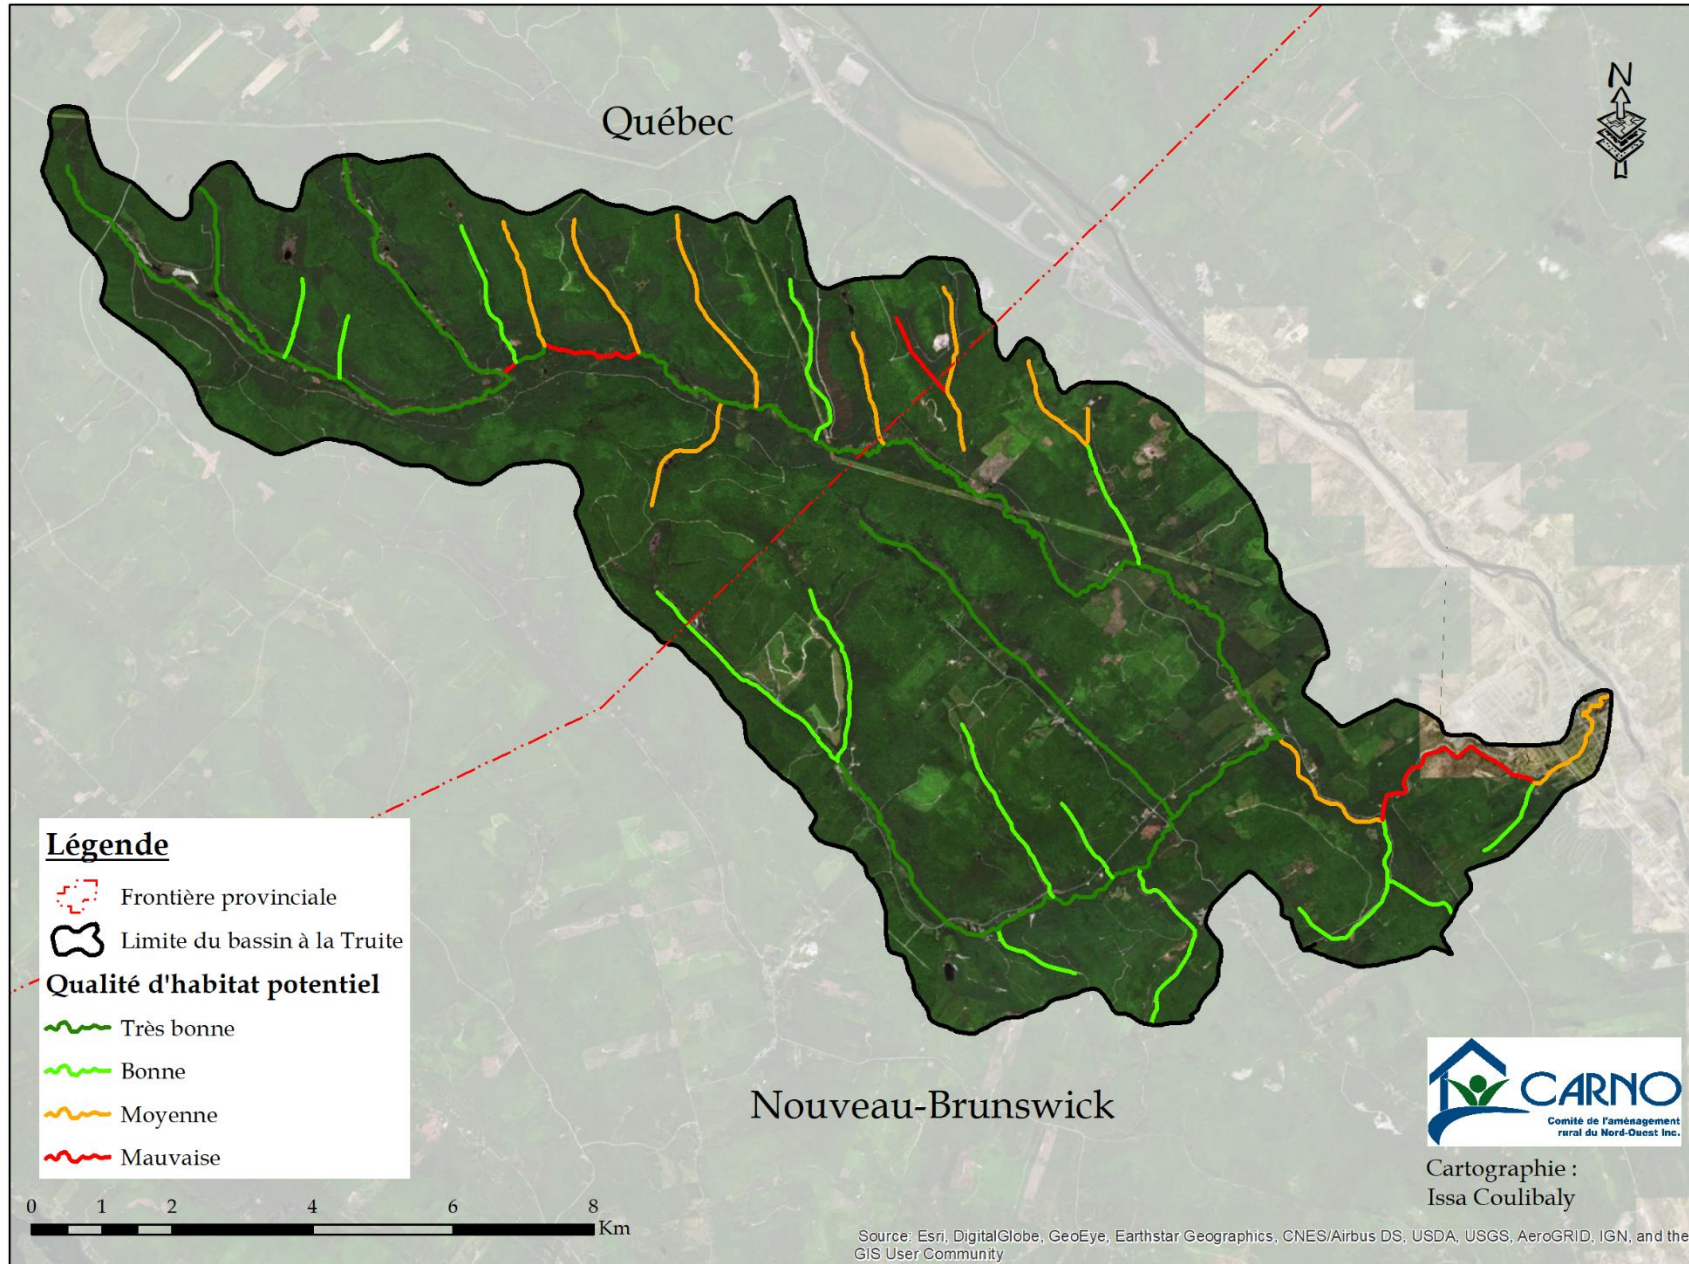 Québec
N
Nouveau-Brunswick
Légende
Frontière provinciale
Limite du bassin à la Truite
Qualité d'habitat potentiel
Très bonne
Bonne
Moyenne
Mauvaise
0 1 2 4 6 8
Km
CARNO
Comité de l'aménagement
rural du Nord-Ouest Inc.
Cartographie :
Issa Coulibaly
Source: Esri, DigitalGlobe, GeoEye, Earthstar Geographics, CNES/Airbus DS, USDA, USGS, AeroGRID, IGN, and the
GIS User Community